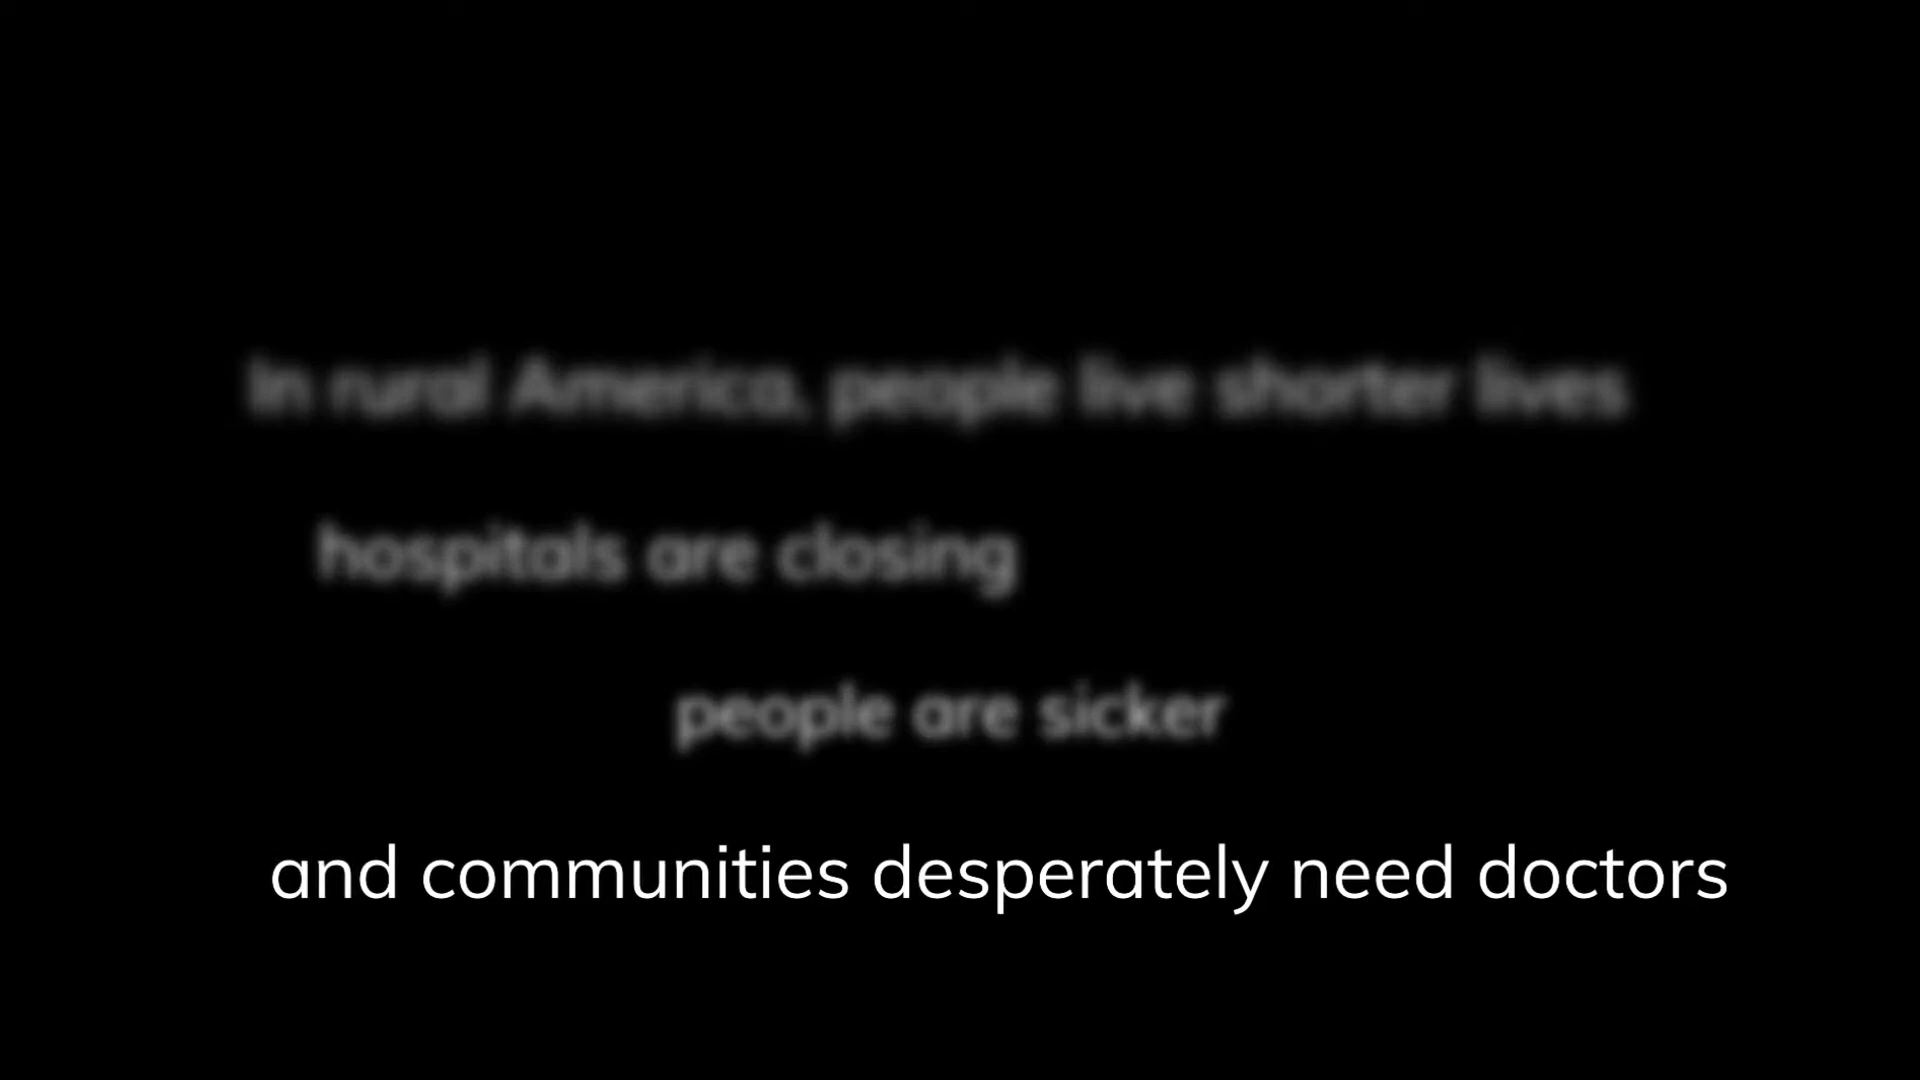 In rural America, people live shorter lives
hospitals are closing
people are sicker
and communities desperately need doctors